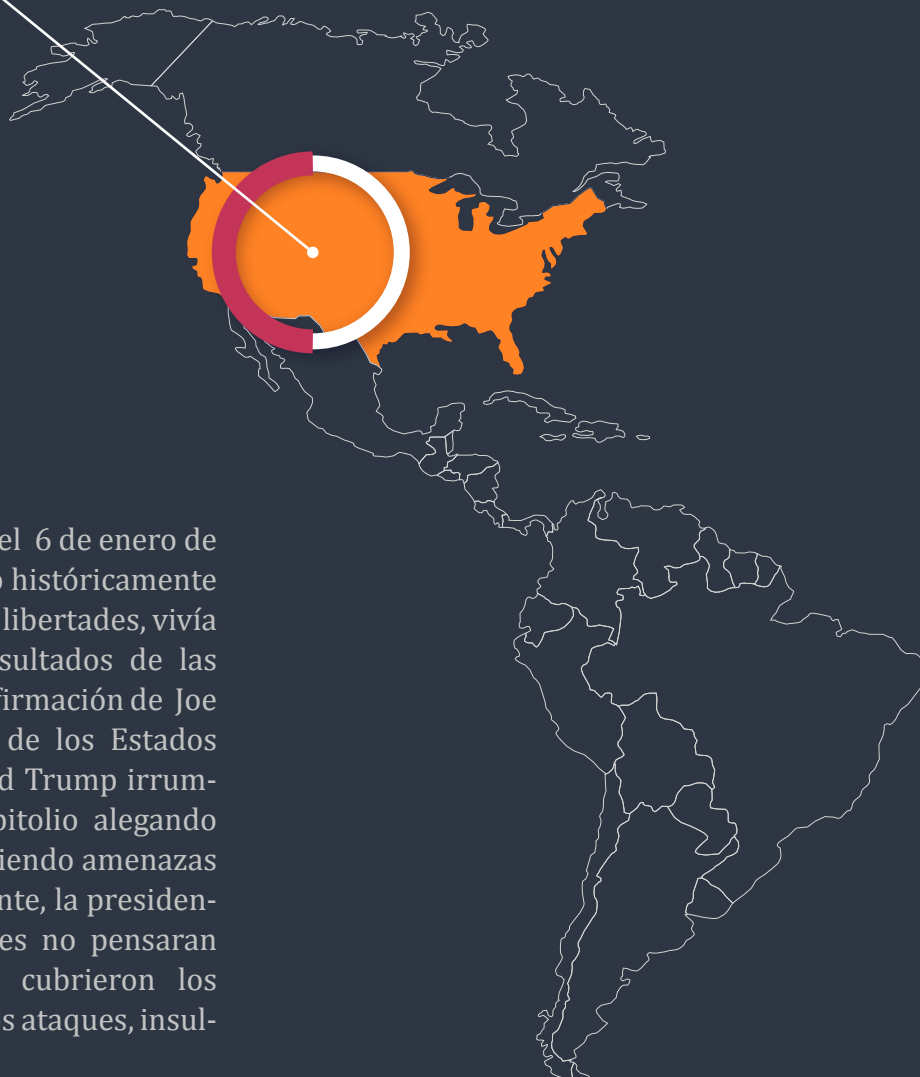 el 6 de enero de
históricamente
libertades, vivía
sultados de las
firmación de Joe
de los Estados
d Trump irrum-
pitolio alegando
iendo amenazas
nte, la presiden-
es no pensaran
cubrieron los
s ataques, insul-